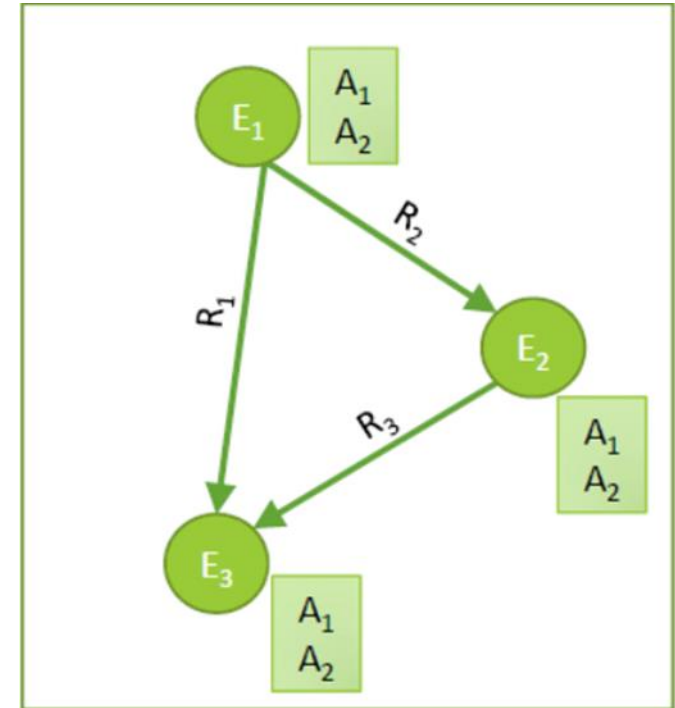 E₁
A₁
A₂
R₂
R₁
E₂
R₃
A₁
A₂
E₃
A₁
A₂